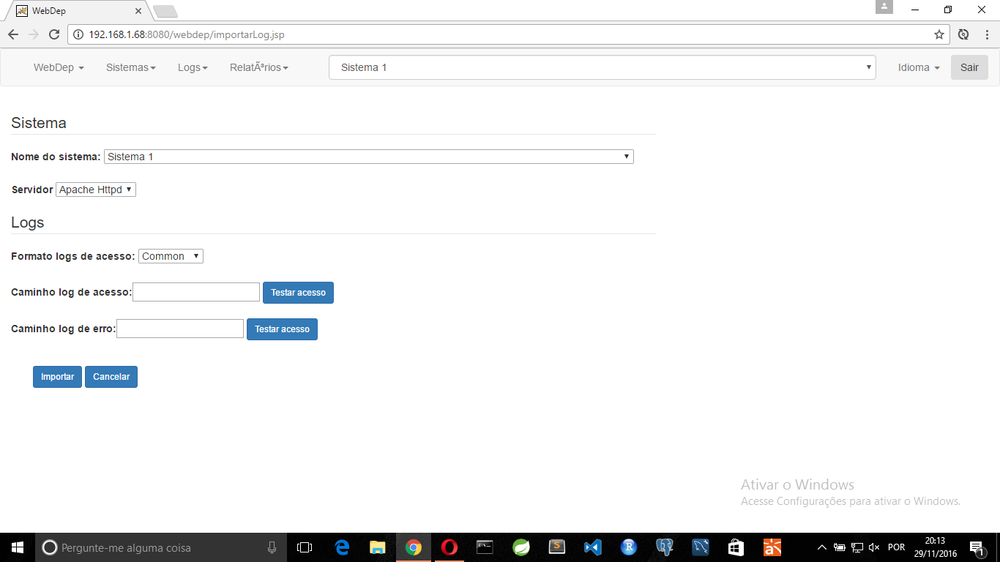 WebDep
192.168.1.68:8080/webdep/importarLog.jsp
WebDep Sistemas Logs RelatÃ³rios Sistema 1 Idioma Sair
Sistema
Nome do sistema: Sistema 1
Servidor Apache Httpd
Logs
Formato logs de acesso: Common
Caminho log de acesso: Testar acesso
Caminho log de erro: Testar acesso
Importar Cancelar
Ativar o Windows
Acesse Configurações para ativar o Windows.
Pergunte-me alguma coisa
POR
20:13
29/11/2016
1